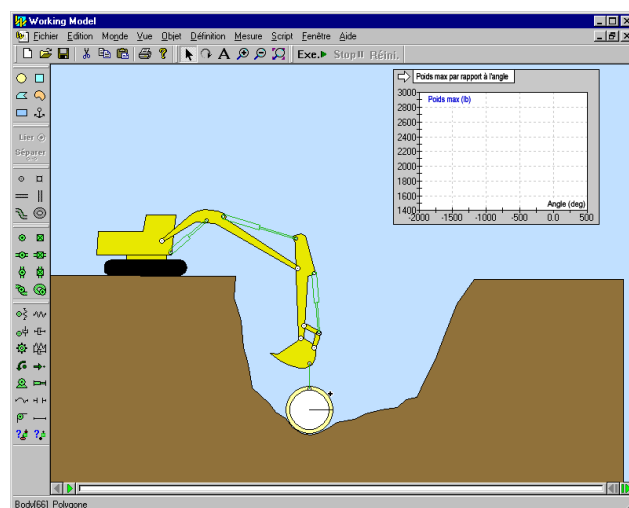 Working Model
Fichier Edition Monde Vue Objet Définition Mesure Script Fenêtre Aide
A Exe. Stop Réini.
Lier
Séparer
Poids max par rapport à l'angle
Poids max (lb)
3000
2800
2600
2400
2200
2000
1800
1600
1400
Angle (deg)
-2000 -1500 -1000 -500 0.0 500
Body[66] Polygone